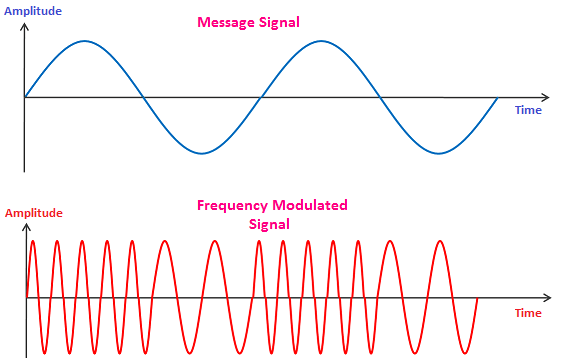 Amplitude
Message Signal
Time
Amplitude
Frequency Modulated
Signal
Time